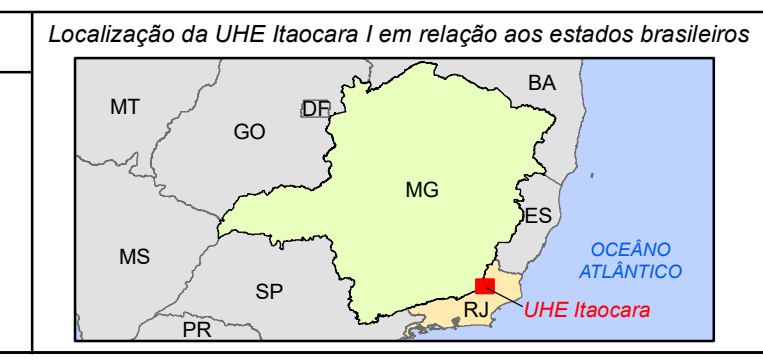 Localização da UHE Itaocara I em relação aos estados brasileiros
BA
MT
DF
GO
MG
ES
MS
OCEÂNO
ATLÂNTICO
SP
RJ
UHE Itaocara
PR